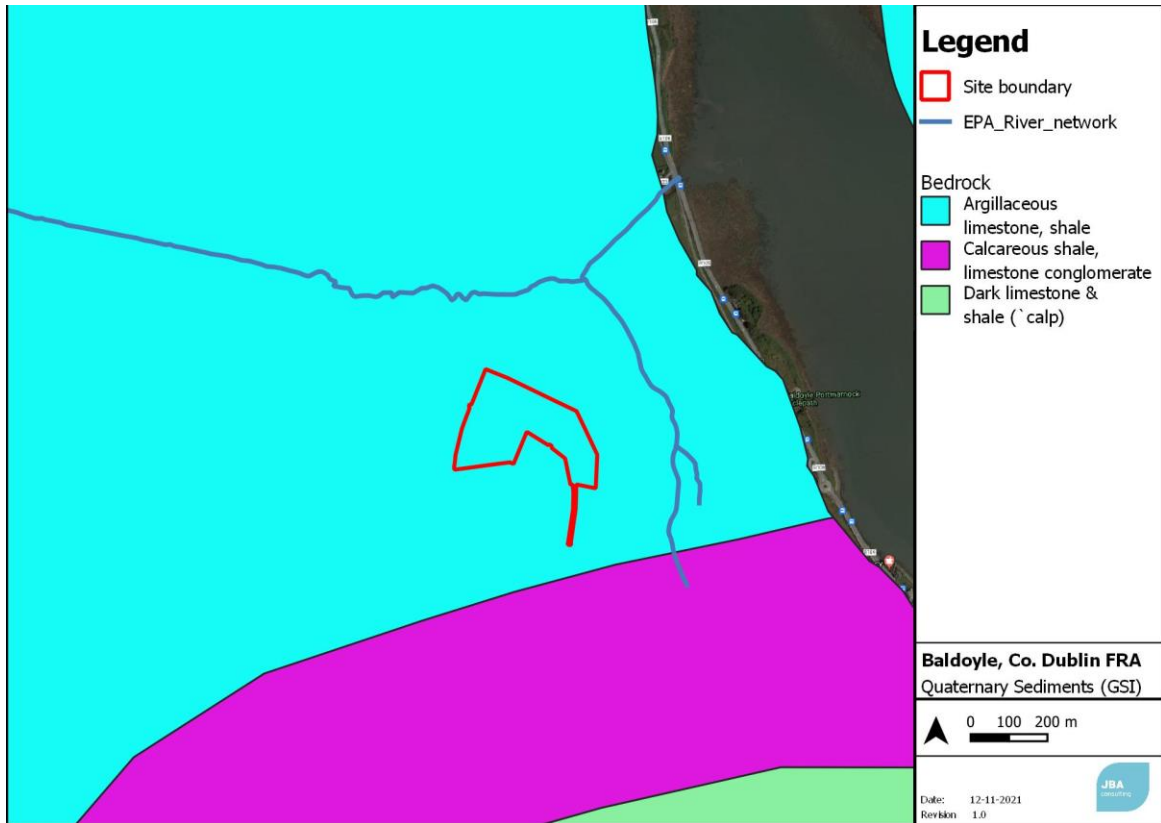 Legend
Site boundary
EPA_River_network
Bedrock
Argillaceous
limestone, shale
Calcareous shale,
limestone conglomerate
Dark limestone &
shale (`calp)
Baldoyle, Co. Dublin FRA
Quaternary Sediments (GSI)
0 100 200 m
JBA
consulting
Date: 12-11-2021
Revision 1.0